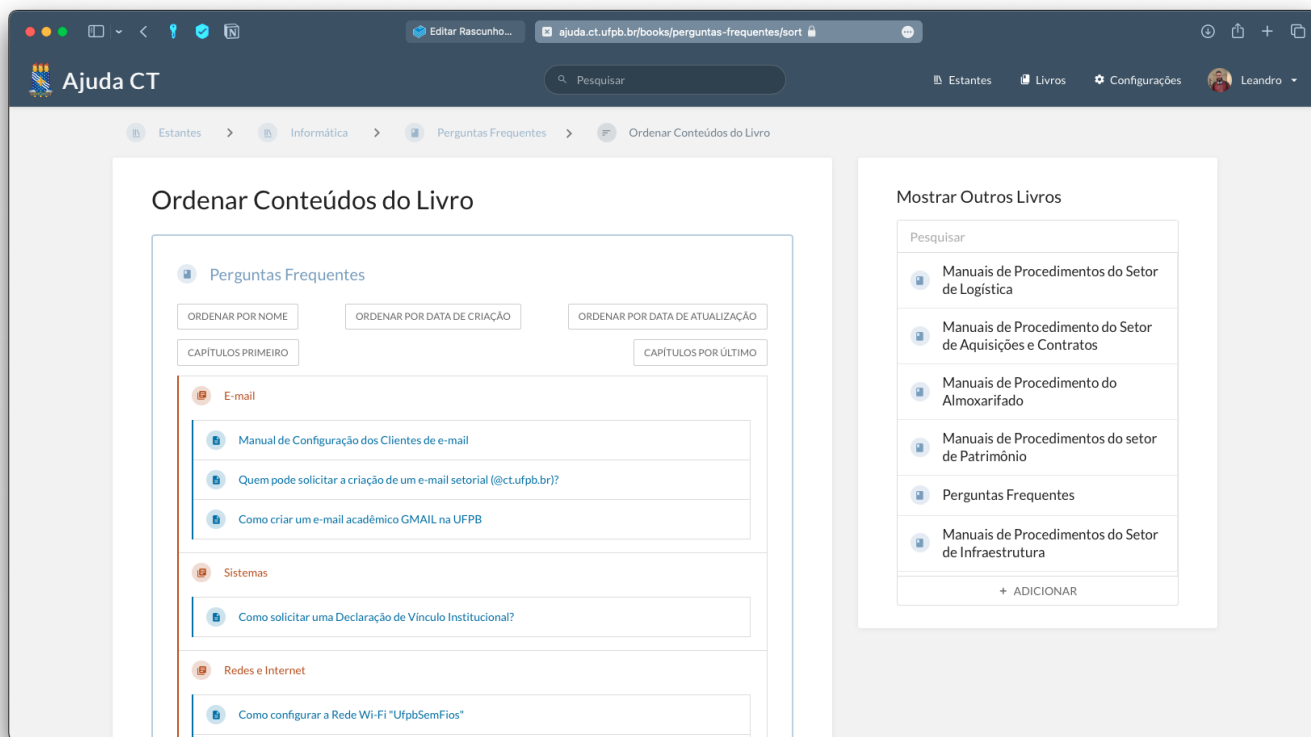 Editar Rascunho...
ajuda.ct.ufpb.br/books/perguntas-frequentes/sort
Ajuda CT
Pesquisar
Estantes
Livros
Configurações
Leandro
Estantes > Informática > Perguntas Frequentes > Ordenar Conteúdos do Livro
Ordenar Conteúdos do Livro
Perguntas Frequentes
ORDENAR POR NOME
ORDENAR POR DATA DE CRIAÇÃO
ORDENAR POR DATA DE ATUALIZAÇÃO
CAPÍTULOS PRIMEIRO
CAPÍTULOS POR ÚLTIMO
E-mail
Manual de Configuração dos Clientes de e-mail
Quem pode solicitar a criação de um e-mail setorial (@ct.ufpb.br)?
Como criar um e-mail acadêmico GMAIL na UFPB
Sistemas
Como solicitar uma Declaração de Vínculo Institucional?
Redes e Internet
Como configurar a Rede Wi-Fi "UfpbSemFios"
Mostrar Outros Livros
Pesquisar
Manuais de Procedimentos do Setor
de Logística
Manuais de Procedimento do Setor
de Aquisições e Contratos
Manuais de Procedimento do
Almoxarifado
Manuais de Procedimentos do setor
de Patrimônio
Perguntas Frequentes
Manuais de Procedimentos do Setor
de Infraestrutura
+ ADICIONAR